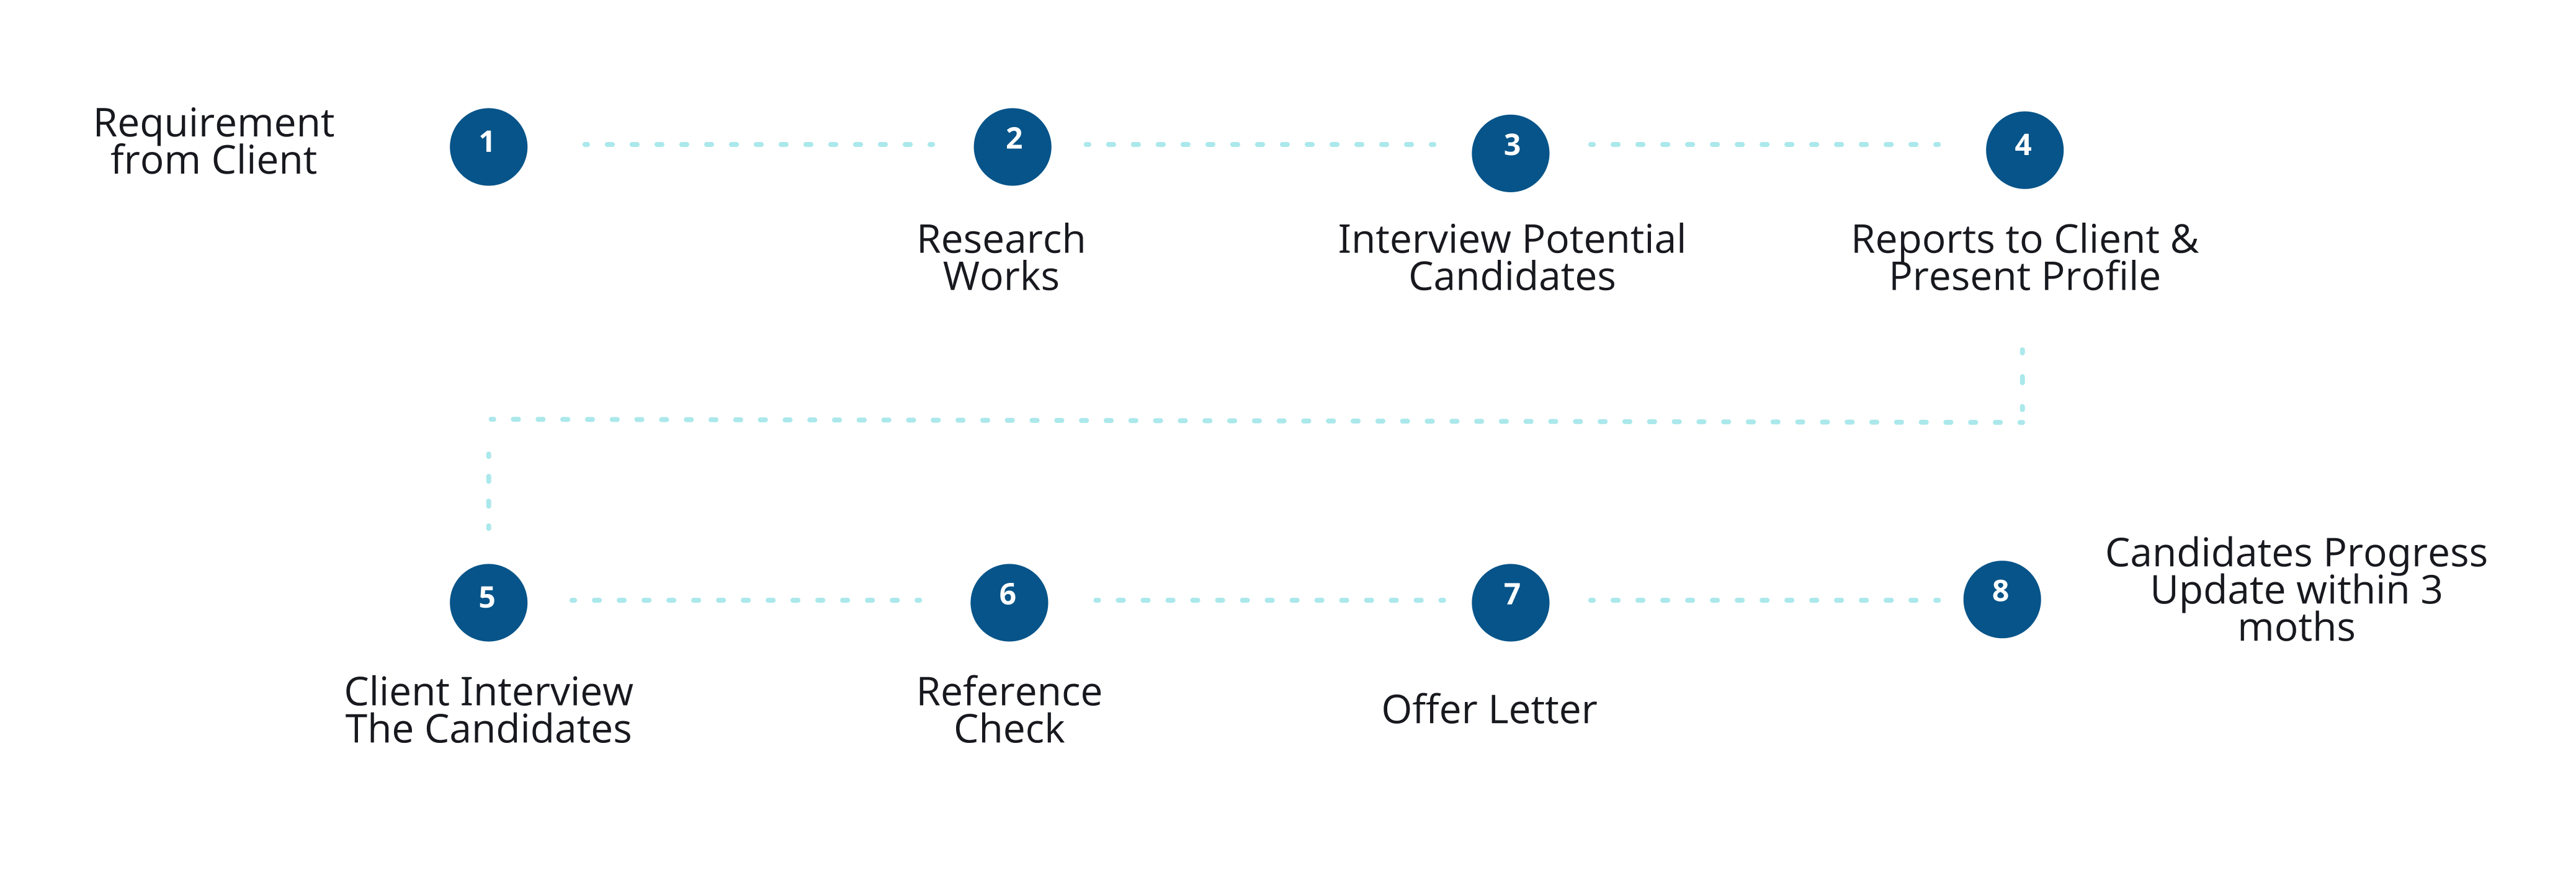 Requirement
from Client
1
2
3
4
Research
Works
Interview Potential
Candidates
Reports to Client &
Present Profile
5
6
7
8
Candidates Progress
Update within 3
moths
Client Interview
The Candidates
Reference
Check
Offer Letter